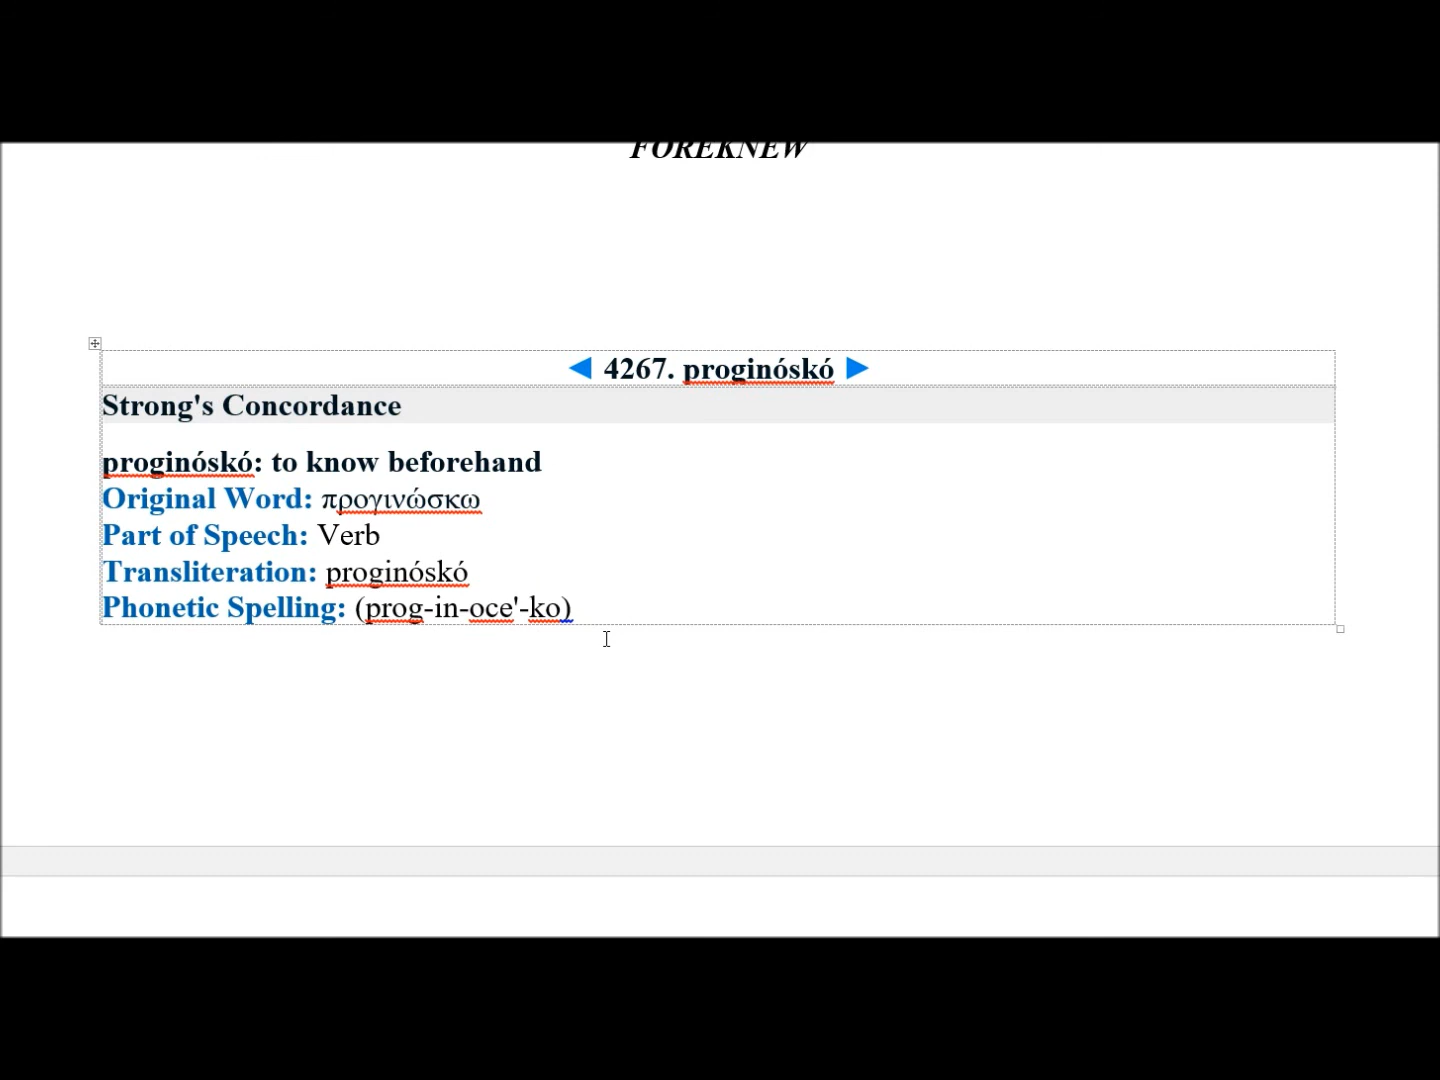 FOREKNEW
◀ 4267. proginóskó ▶
Strong's Concordance
proginóskó: to know beforehand
Original Word: προγινώσκω
Part of Speech: Verb
Transliteration: proginóskó
Phonetic Spelling: (prog-in-oce'-ko)